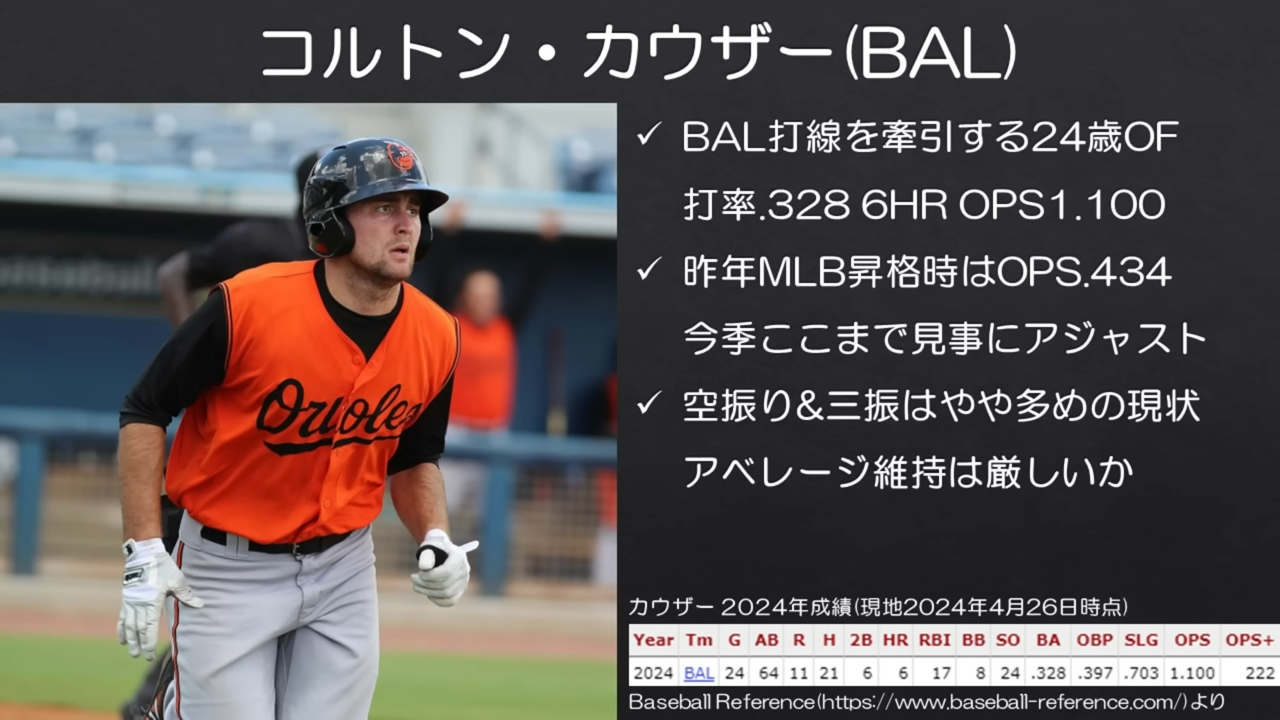 コルトン・カウザー(BAL)
✓ BAL打線を牽引する24歳OF
打率.328 6HR OPS1.100
✓ 昨年MLB昇格時はOPS.434
今季ここまで見事にアジャスト
✓ 空振り&三振はやや多めの現状
アベレージ維持は厳しいか
Orioles
カウザー 2024年成績(現地2024年4月26日時点)
Year Tm G AB R H 2B HR RBI BB SO BA OBP SLG OPS OPS+
2024 BAL 24 64 11 21 6 6 17 8 24 .328 .397 .703 1.100 222
Baseball Reference(https://www.baseball-reference.com/)より